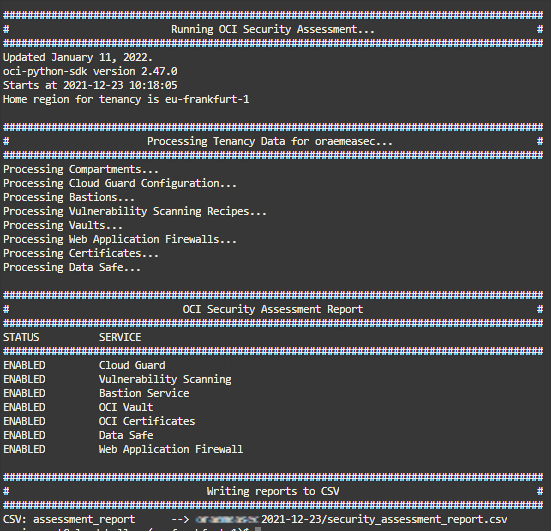 ##########################################################################################
#                           Running OCI Security Assessment...                           #
##########################################################################################
Updated January 11, 2022.
oci-python-sdk version 2.47.0
Starts at 2021-12-23 10:18:05
Home region for tenancy is eu-frankfurt-1
##########################################################################################
#                       Processing Tenancy Data for oraemeasec...                        #
##########################################################################################
Processing Compartments...
Processing Cloud Guard Configuration...
Processing Bastions...
Processing Vulnerability Scanning Recipes...
Processing Vaults...
Processing Web Application Firewalls...
Processing Certificates...
Processing Data Safe...
##########################################################################################
#                             OCI Security Assessment Report                             #
##########################################################################################
STATUS          SERVICE
##########################################################################################
ENABLED         Cloud Guard
ENABLED         Vulnerability Scanning
ENABLED         Bastion Service
ENABLED         OCI Vault
ENABLED         OCI Certificates
ENABLED         Data Safe
ENABLED         Web Application Firewall
##########################################################################################
#                                 Writing reports to CSV                                 #
##########################################################################################
CSV: assessment_report      --> 2021-12-23/security_assessment_report.csv